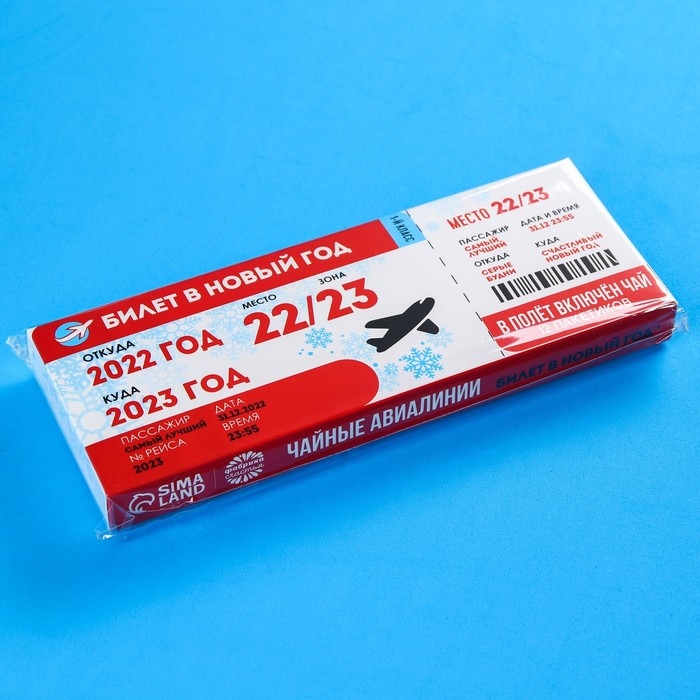 БИЛЕТ В НОВЫЙ ГОД
1-Й КЛАСС
ОТКУДА
2022 ГОД
МЕСТО ЗОНА
22/23
КУДА
2023 ГОД
ПАССАЖИР
САМЫЙ ЛУЧШИЙ
№ РЕЙСА
2023
ДАТА
31.12.2022
ВРЕМЯ
23:55
МЕСТО 22/23
ПАССАЖИР
САМЫЙ ЛУЧШИЙ
ДАТА И ВРЕМЯ
31.12 23:55
ОТКУДА
СЕРЫЕ БУДНИ
КУДА
СЧАСТЛИВЫЙ НОВЫЙ ГОД
В ПОЛЁТ ВКЛЮЧЁН ЧАЙ
12 ПАКЕТИКОВ
SIMA LAND
фабрика счастья
ЧАЙНЫЕ АВИАЛИНИИ
БИЛЕТ В НОВЫЙ ГОД